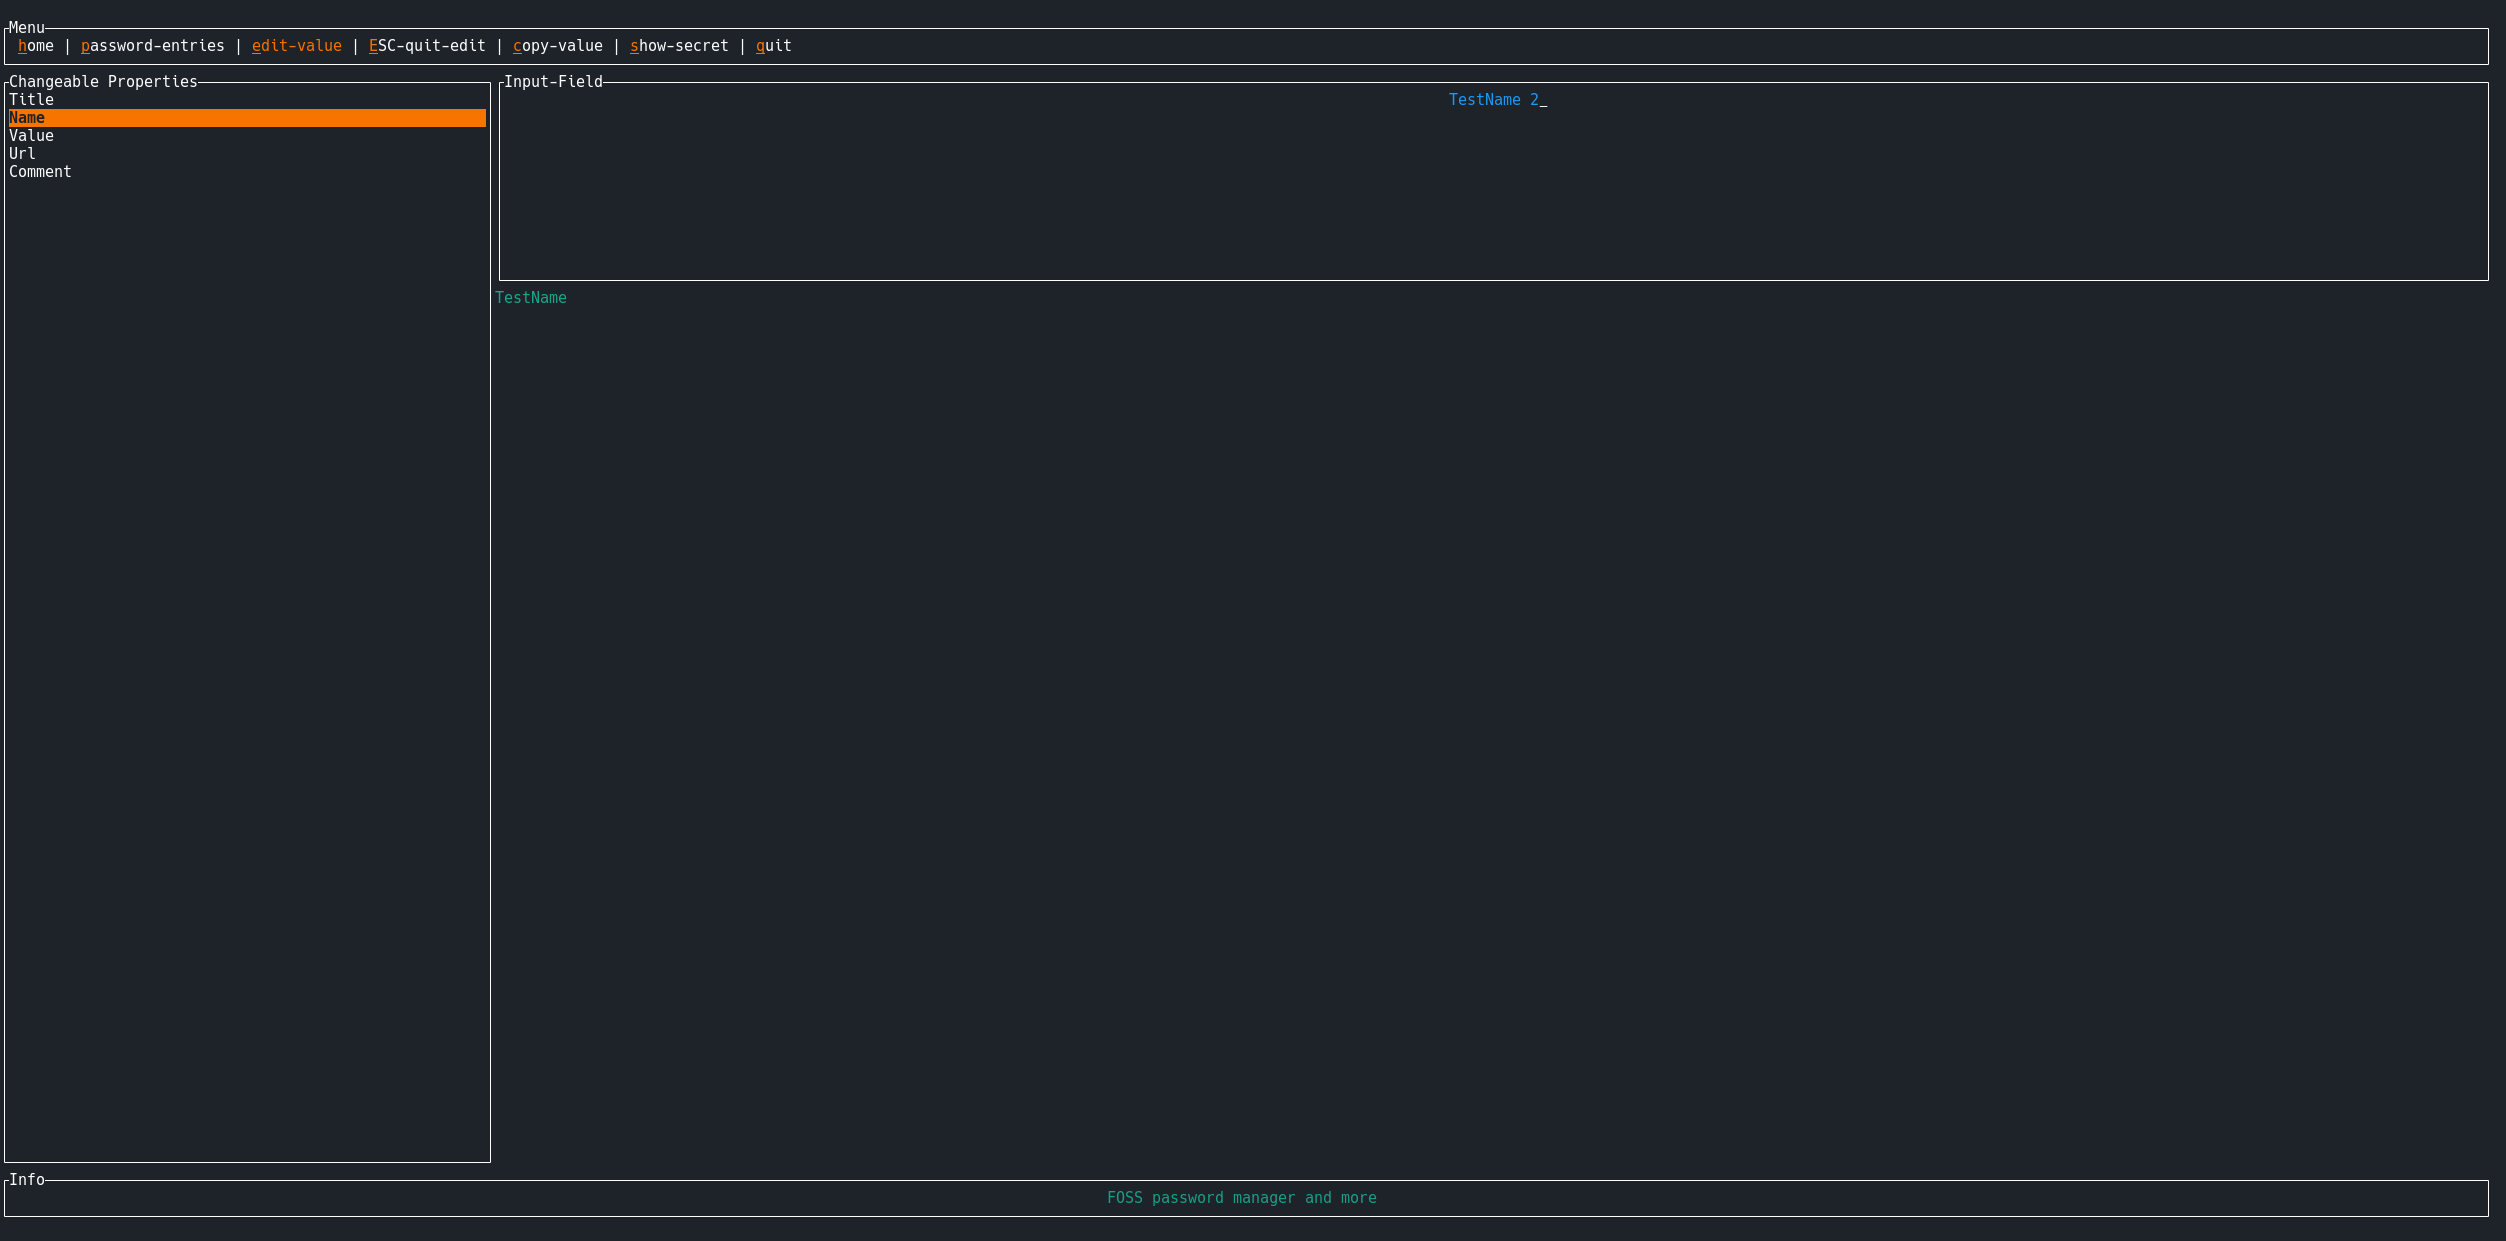 Menu
home | password-entries | edit-value | ESC-quit-edit | copy-value | show-secret | quit
Changeable Properties
Title
Name
Value
Url
Comment
Input-Field
TestName 2_
TestName
Info
FOSS password manager and more